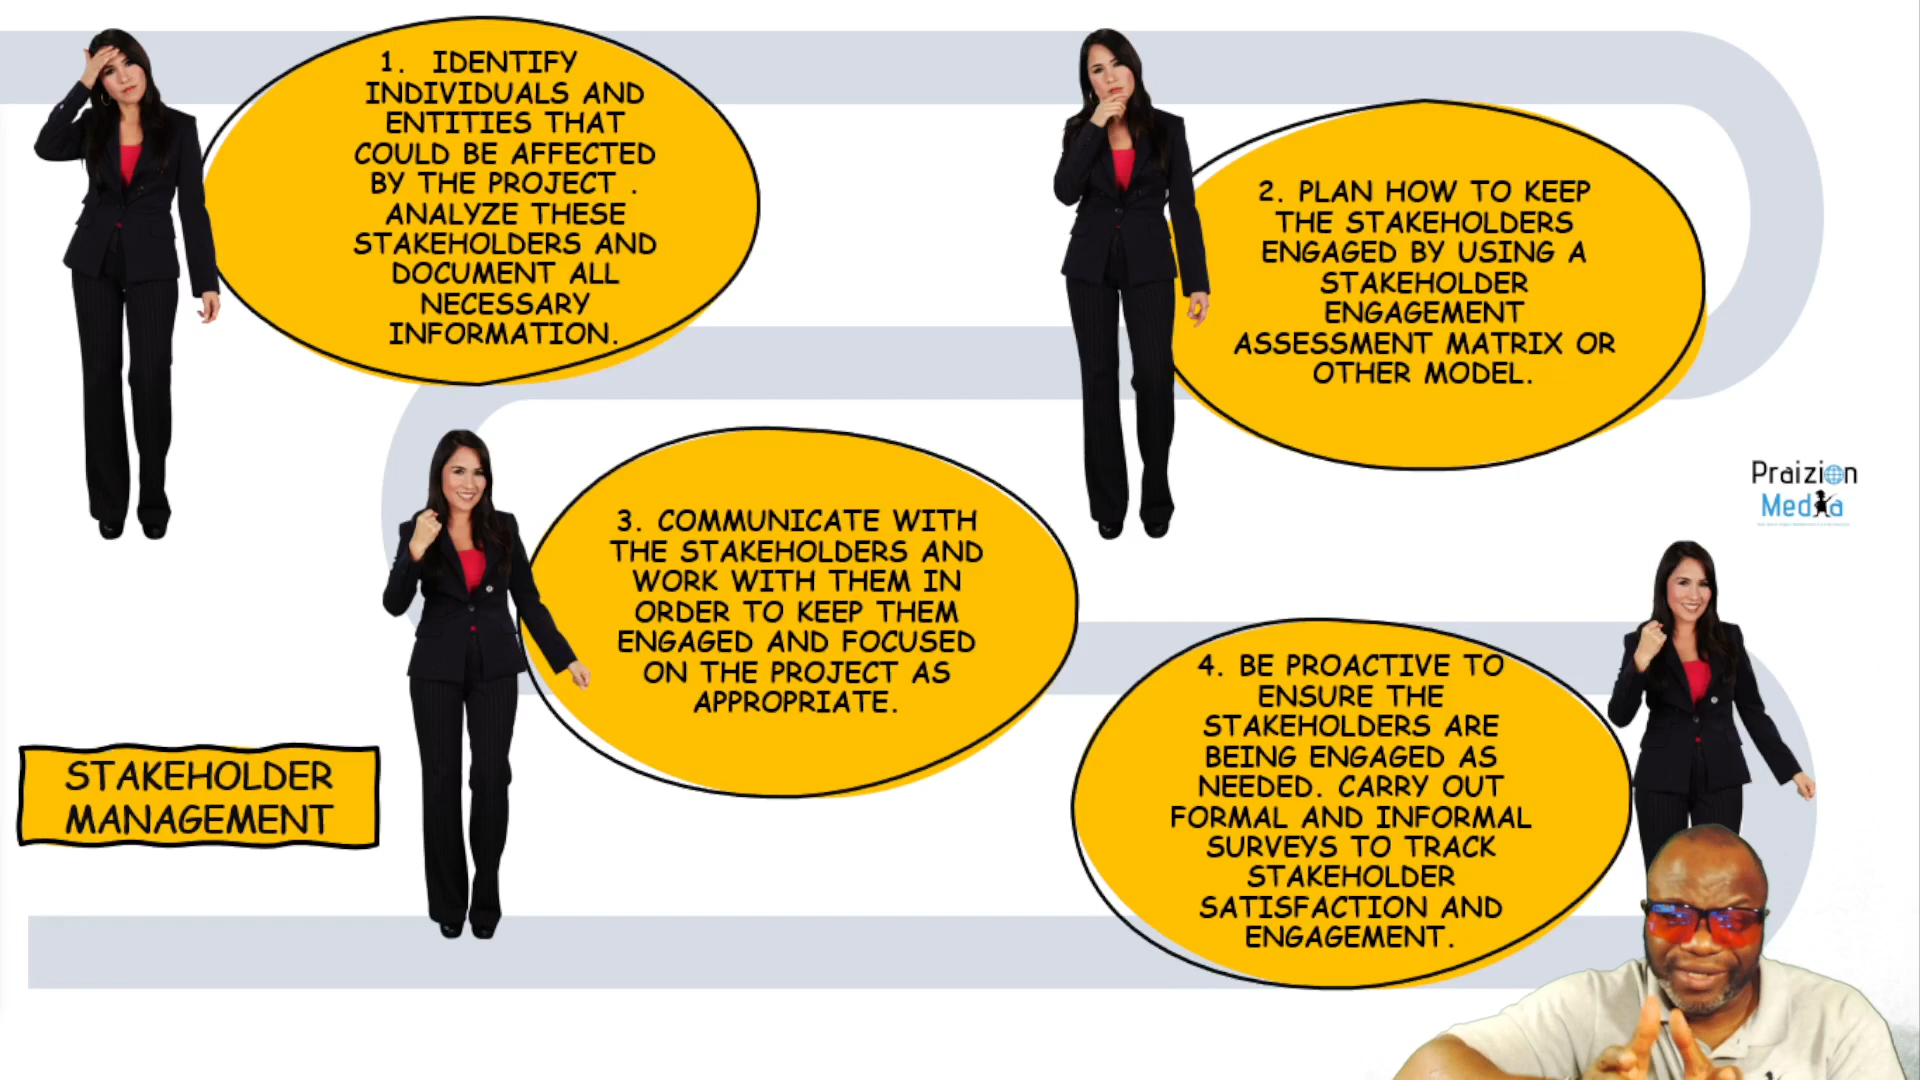 1. IDENTIFY
INDIVIDUALS AND
ENTITIES THAT
COULD BE AFFECTED
BY THE PROJECT .
ANALYZE THESE
STAKEHOLDERS AND
DOCUMENT ALL
NECESSARY
INFORMATION.
2. PLAN HOW TO KEEP
THE STAKEHOLDERS
ENGAGED BY USING A
STAKEHOLDER
ENGAGEMENT
ASSESSMENT MATRIX OR
OTHER MODEL.
Praizion
Media
3. COMMUNICATE WITH
THE STAKEHOLDERS AND
WORK WITH THEM IN
ORDER TO KEEP THEM
ENGAGED AND FOCUSED
ON THE PROJECT AS
APPROPRIATE.
4. BE PROACTIVE TO
ENSURE THE
STAKEHOLDERS ARE
BEING ENGAGED AS
NEEDED. CARRY OUT
FORMAL AND INFORMAL
SURVEYS TO TRACK
STAKEHOLDER
SATISFACTION AND
ENGAGEMENT.
STAKEHOLDER
MANAGEMENT